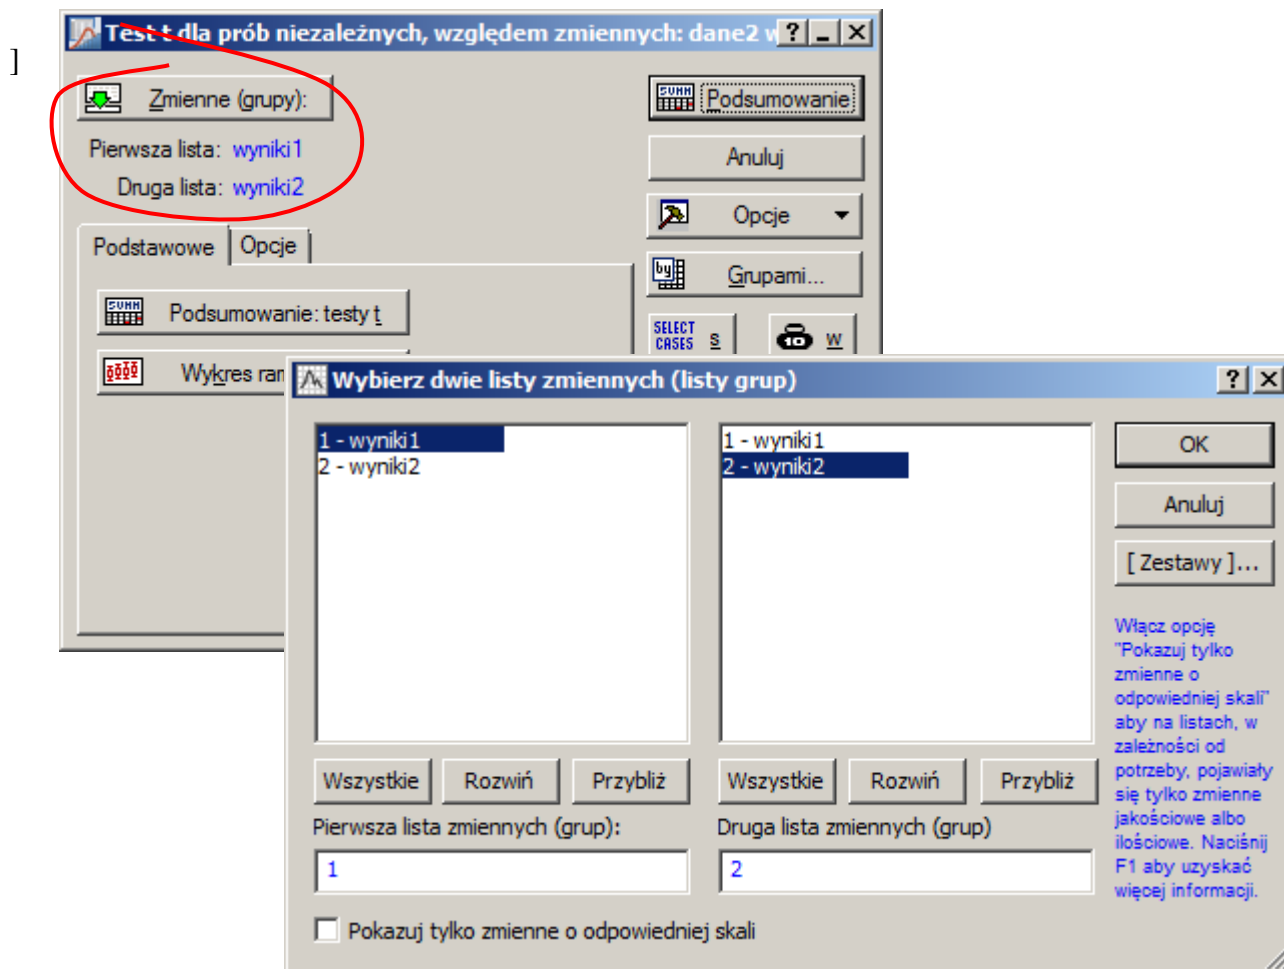 ]
Test t dla prób niezależnych, względem zmiennych: dane2 w
Zmienne (grupy):
Pierwsza lista: wyniki1
Druga lista: wyniki2
Podsumowanie
Anuluj
Opcje
Grupami...
SELECT CASES S
W
Podstawowe Opcje
Podsumowanie: testy t
Wykres ram
Wybierz dwie listy zmiennych (listy grup)
1 - wyniki1
2 - wyniki2
1 - wyniki1
2 - wyniki2
OK
Anuluj
[ Zestawy ]...
Włącz opcję
"Pokazuj tylko
zmienne o
odpowiedniej skali"
aby na listach, w
zależności od
potrzeby, pojawiały
się tylko zmienne
jakościowe albo
ilościowe. Naciśnij
F1 aby uzyskać
więcej informacji.
Wszystkie Rozwiń Przybliż
Wszystkie Rozwiń Przybliż
Pierwsza lista zmiennych (grup):
1
Druga lista zmiennych (grup)
2
Pokazuj tylko zmienne o odpowiedniej skali